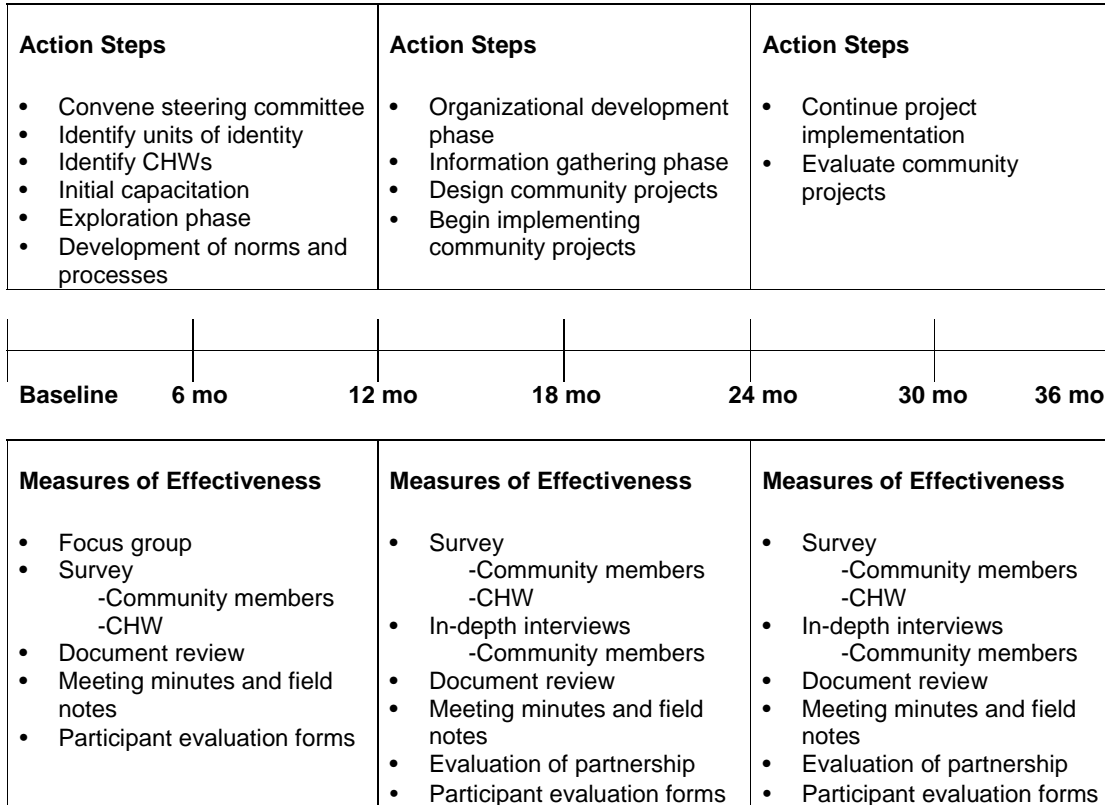 Action Steps
• Convene steering committee
• Identify units of identity
• Identify CHWs
• Initial capacitation
• Exploration phase
• Development of norms and
processes
Action Steps
• Organizational development
phase
• Information gathering phase
• Design community projects
• Begin implementing
community projects
Action Steps
• Continue project
implementation
• Evaluate community
projects
Baseline 6 mo 12 mo 18 mo 24 mo 30 mo 36 mo
Measures of Effectiveness
• Focus group
• Survey
-Community members
-CHW
• Document review
• Meeting minutes and field
notes
• Participant evaluation forms
Measures of Effectiveness
• Survey
-Community members
-CHW
• In-depth interviews
-Community members
• Document review
• Meeting minutes and field
notes
• Evaluation of partnership
• Participant evaluation forms
Measures of Effectiveness
• Survey
-Community members
-CHW
• In-depth interviews
-Community members
• Document review
• Meeting minutes and field
notes
• Evaluation of partnership
• Participant evaluation forms